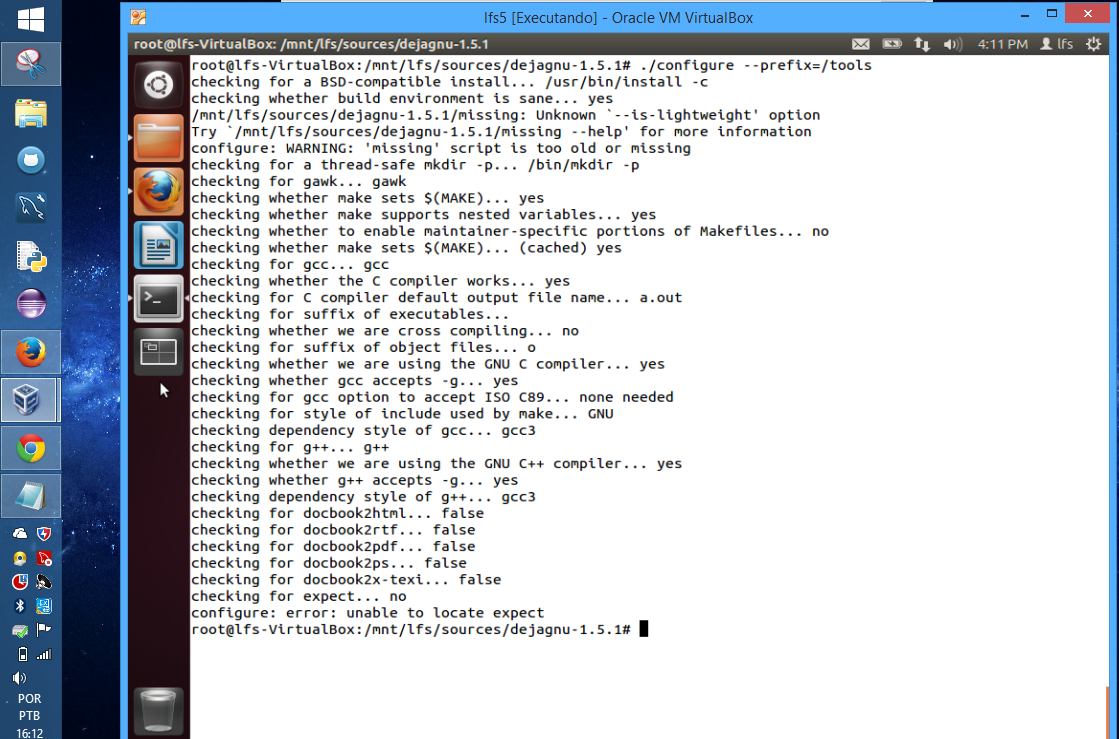 lfs5 [Executando] - Oracle VM VirtualBox
root@lfs-VirtualBox: /mnt/lfs/sources/dejagnu-1.5.1
4:11 PM
lfs
root@lfs-VirtualBox:/mnt/lfs/sources/dejagnu-1.5.1# ./configure --prefix=/tools
checking for a BSD-compatible install... /usr/bin/install -c
checking whether build environment is sane... yes
/mnt/lfs/sources/dejagnu-1.5.1/missing: Unknown `--is-lightweight' option
Try `/mnt/lfs/sources/dejagnu-1.5.1/missing --help' for more information
configure: WARNING: 'missing' script is too old or missing
checking for a thread-safe mkdir -p... /bin/mkdir -p
checking for gawk... gawk
checking whether make sets $(MAKE)... yes
checking whether make supports nested variables... yes
checking whether to enable maintainer-specific portions of Makefiles... no
checking whether make sets $(MAKE)... (cached) yes
checking for gcc... gcc
checking whether the C compiler works... yes
checking for C compiler default output file name... a.out
checking for suffix of executables...
checking whether we are cross compiling... no
checking for suffix of object files... o
checking whether we are using the GNU C compiler... yes
checking whether gcc accepts -g... yes
checking for gcc option to accept ISO C89... none needed
checking for style of include used by make... GNU
checking dependency style of gcc... gcc3
checking for g++... g++
checking whether we are using the GNU C++ compiler... yes
checking whether g++ accepts -g... yes
checking dependency style of g++... gcc3
checking for docbook2html... false
checking for docbook2rtf... false
checking for docbook2pdf... false
checking for docbook2ps... false
checking for docbook2x-texi... false
checking for expect... no
configure: error: unable to locate expect
root@lfs-VirtualBox:/mnt/lfs/sources/dejagnu-1.5.1#
POR
PTB
16:12